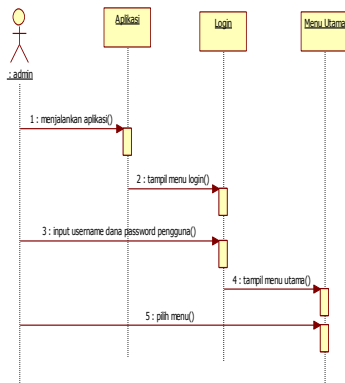 Aplikasi
Login
Menu Utama
: admin
1 : menjalankan aplikasi()
2 : tampil menu login()
3 : input username dana password pengguna()
4 : tampil menu utama()
5 : pilih menu()